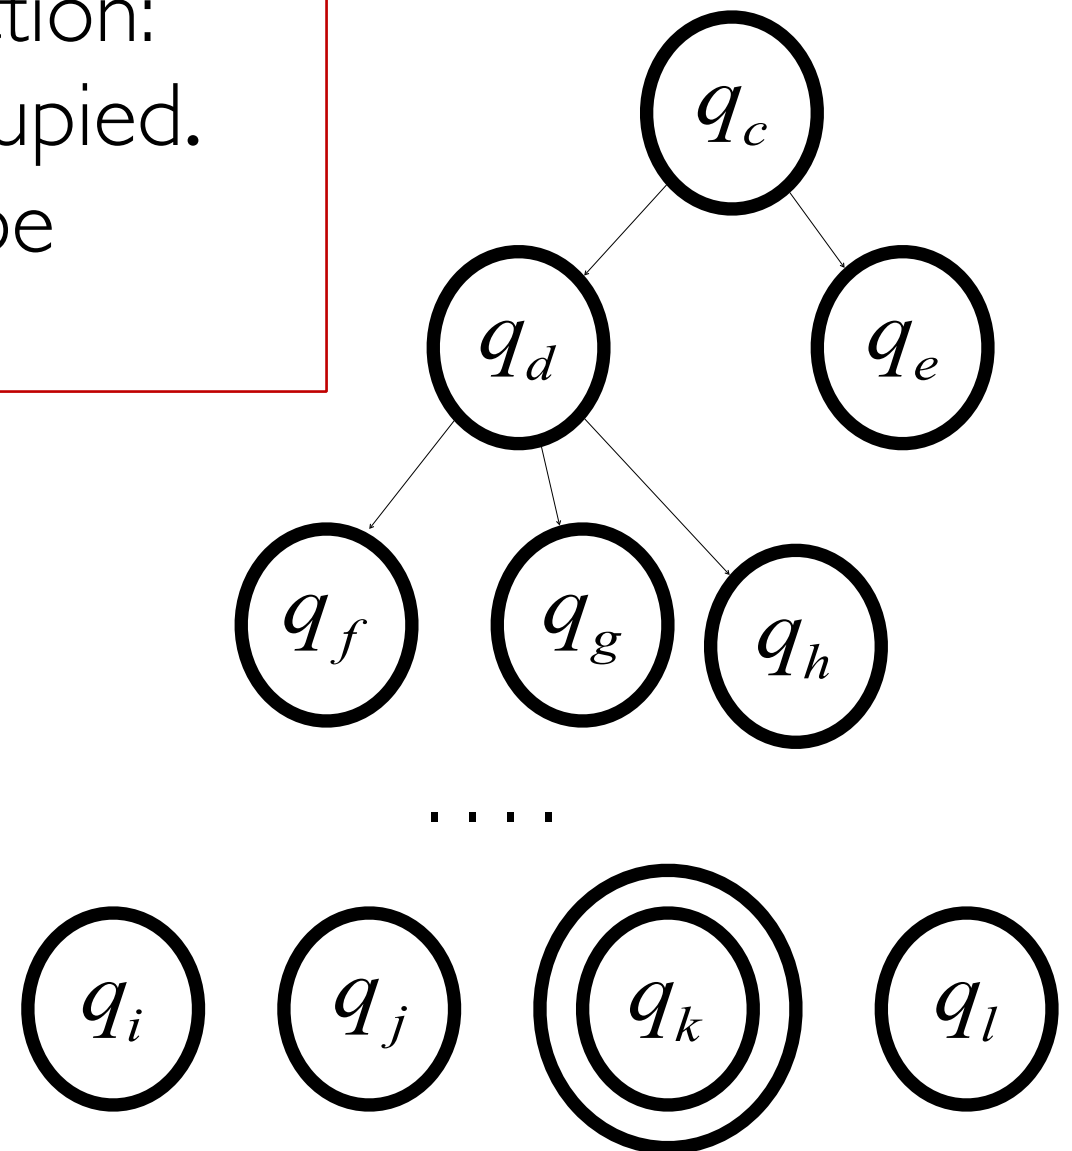 tion:
upied.
q_c
q_d q_e
q_f q_g q_h
. . . .
q_i q_j q_k q_l